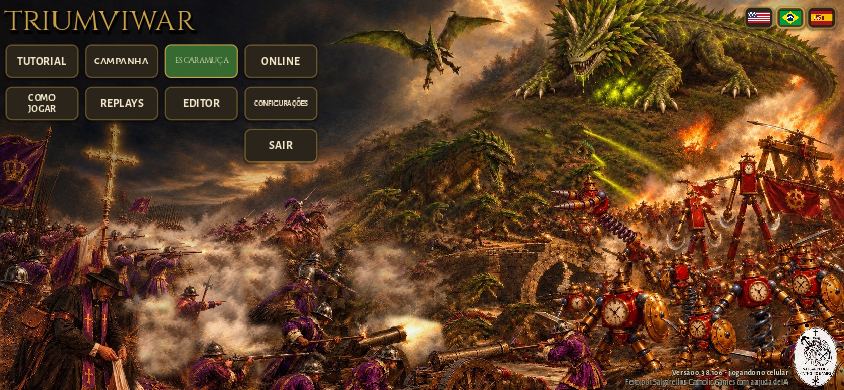 TRIUMVIWAR
TUTORIAL
CAMPANHA
ESCARAMUÇA
ONLINE
COMO
JOGAR
REPLAYS
EDITOR
CONFIGURAÇÕES
SAIR
Versão 0.38.106 - jogando no celular